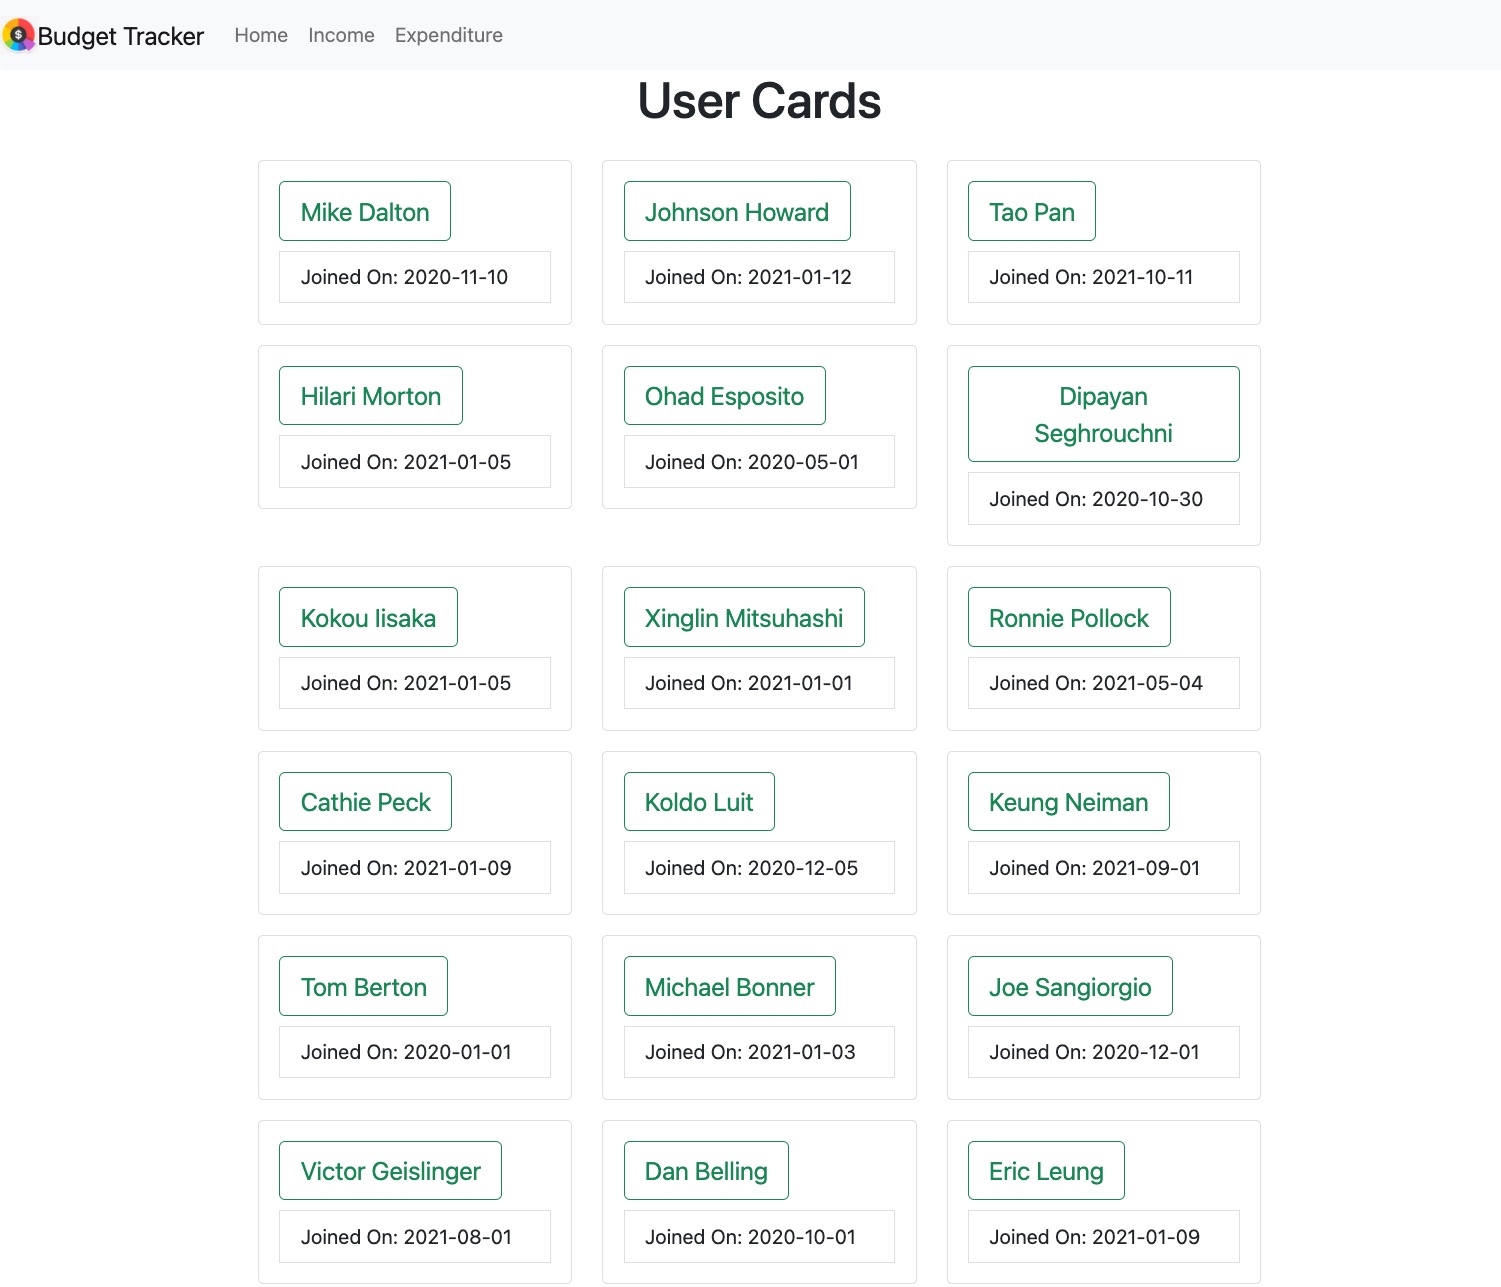 Budget Tracker Home Income Expenditure
User Cards
Mike Dalton
Joined On: 2020-11-10
Johnson Howard
Joined On: 2021-01-12
Tao Pan
Joined On: 2021-10-11
Hilari Morton
Joined On: 2021-01-05
Ohad Esposito
Joined On: 2020-05-01
Dipayan
Seghrouchni
Joined On: 2020-10-30
Kokou Iisaka
Joined On: 2021-01-05
Xinglin Mitsuhashi
Joined On: 2021-01-01
Ronnie Pollock
Joined On: 2021-05-04
Cathie Peck
Joined On: 2021-01-09
Koldo Luit
Joined On: 2020-12-05
Keung Neiman
Joined On: 2021-09-01
Tom Berton
Joined On: 2020-01-01
Michael Bonner
Joined On: 2021-01-03
Joe Sangiorgio
Joined On: 2020-12-01
Victor Geislinger
Joined On: 2021-08-01
Dan Belling
Joined On: 2020-10-01
Eric Leung
Joined On: 2021-01-09